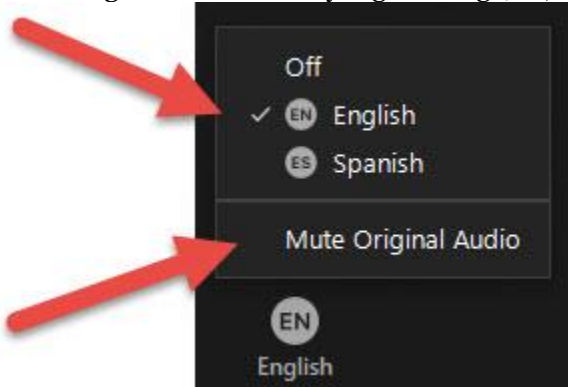 Off
EN English
ES Spanish
Mute Original Audio
EN
English